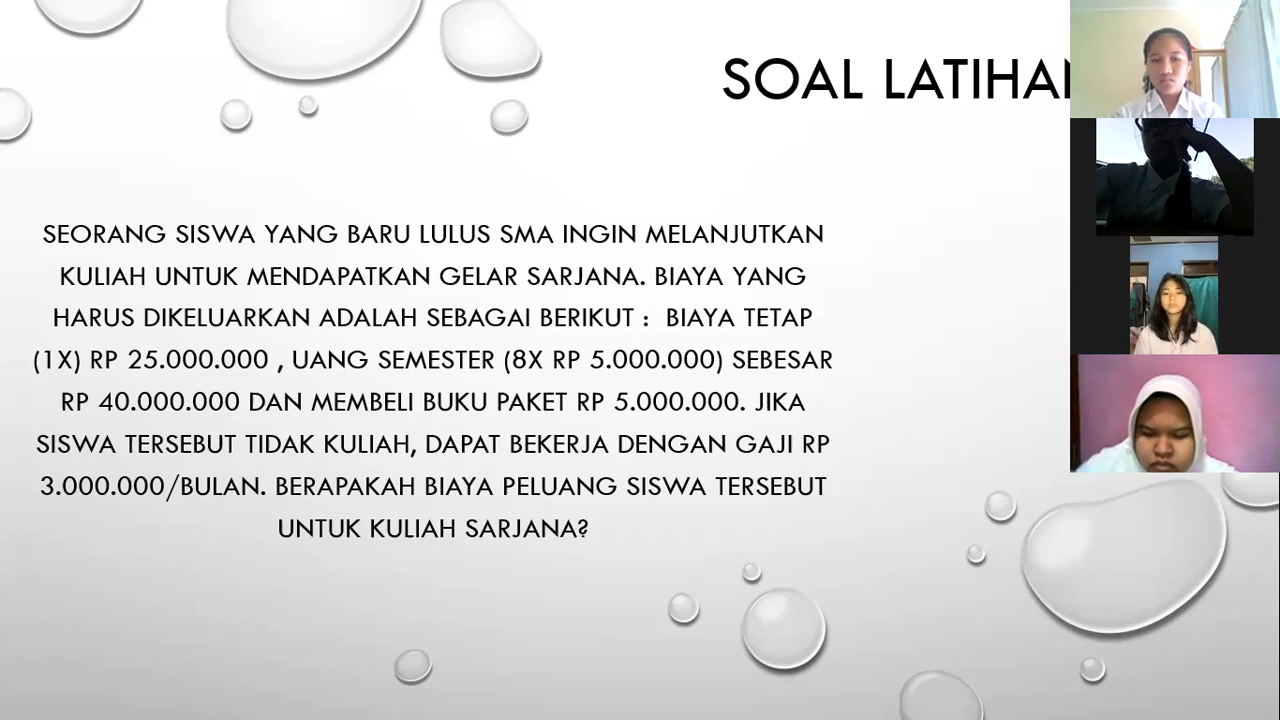 SOAL LATIHAN
SEORANG SISWA YANG BARU LULUS SMA INGIN MELANJUTKAN
KULIAH UNTUK MENDAPATKAN GELAR SARJANA. BIAYA YANG
HARUS DIKELUARKAN ADALAH SEBAGAI BERIKUT : BIAYA TETAP
(1X) RP 25.000.000 , UANG SEMESTER (8X RP 5.000.000) SEBESAR
RP 40.000.000 DAN MEMBELI BUKU PAKET RP 5.000.000. JIKA
SISWA TERSEBUT TIDAK KULIAH, DAPAT BEKERJA DENGAN GAJI RP
3.000.000/BULAN. BERAPAKAH BIAYA PELUANG SISWA TERSEBUT
UNTUK KULIAH SARJANA?